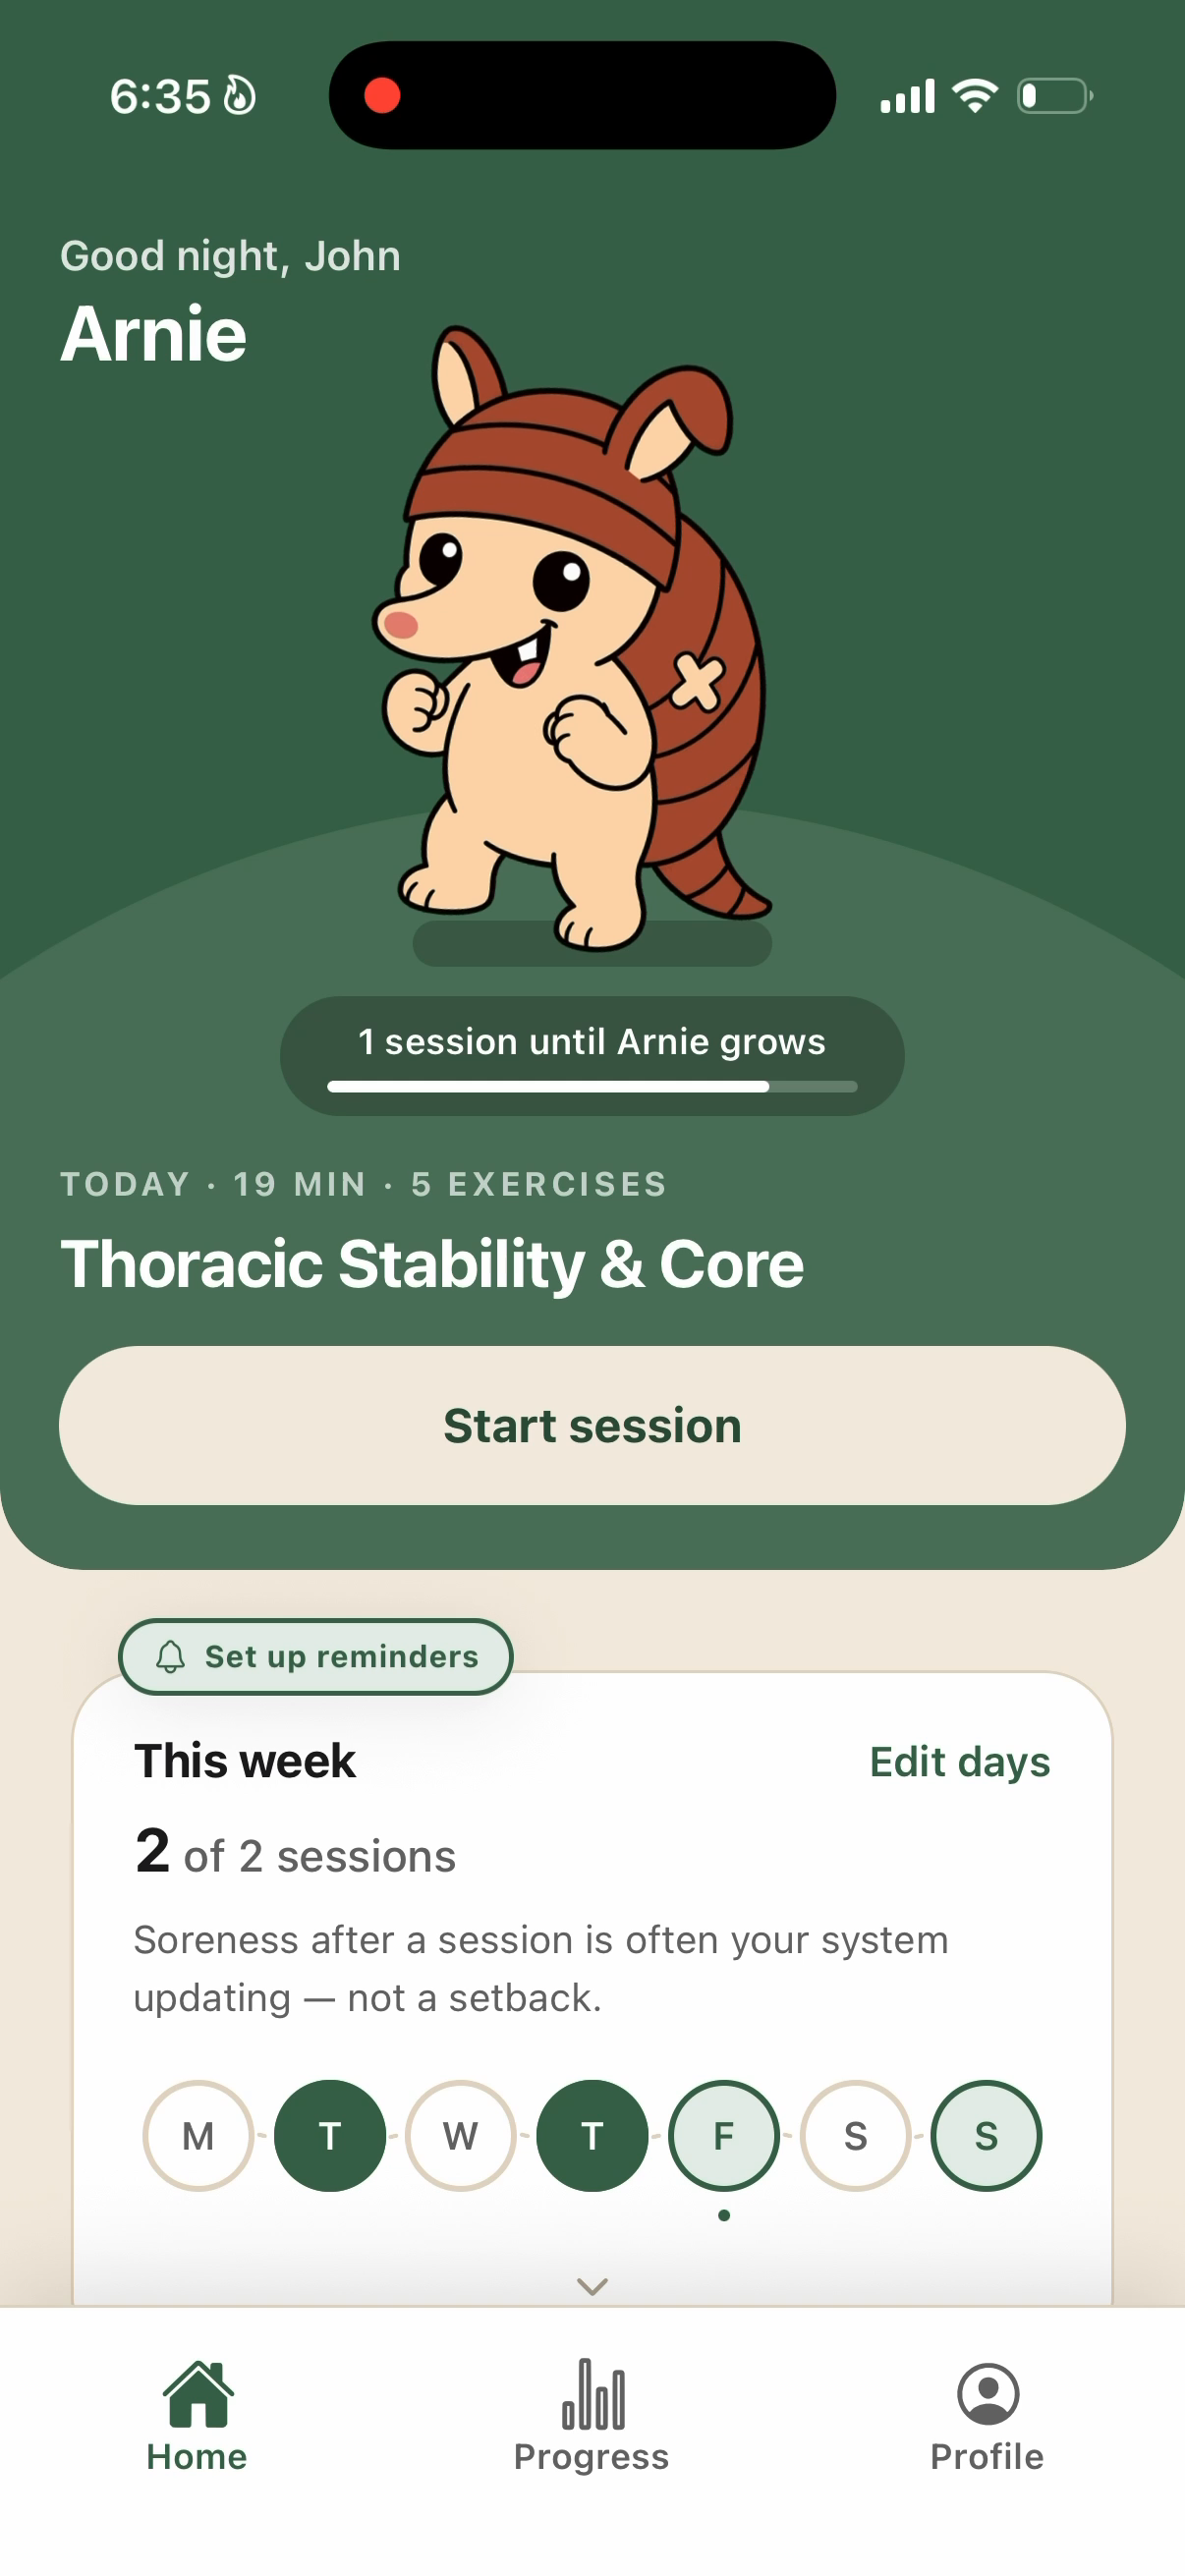 6:35
Good night, John
Arnie
1 session until Arnie grows
TODAY · 19 MIN · 5 EXERCISES
Thoracic Stability & Core
Start session
Set up reminders
This week
Edit days
2 of 2 sessions
Soreness after a session is often your system
updating — not a setback.
M T W T F S S
Home
Progress
Profile